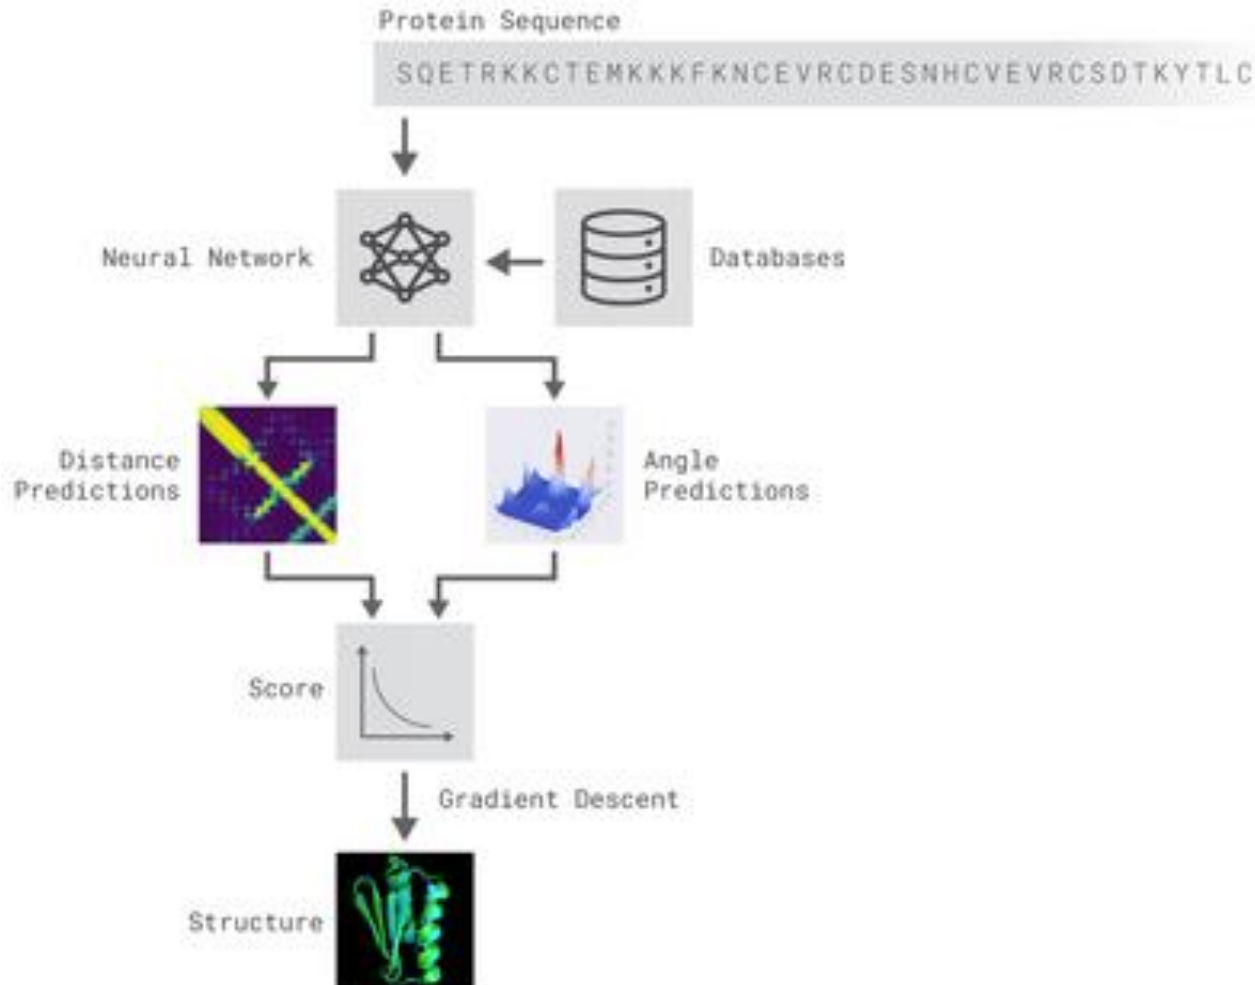 Protein Sequence
SQETRKKCTEMKKKFKNCEVRCDESNHCVEVRCSDTKYTLC
Neural Network
Databases
Distance
Predictions
Angle
Predictions
Score
Gradient Descent
Structure